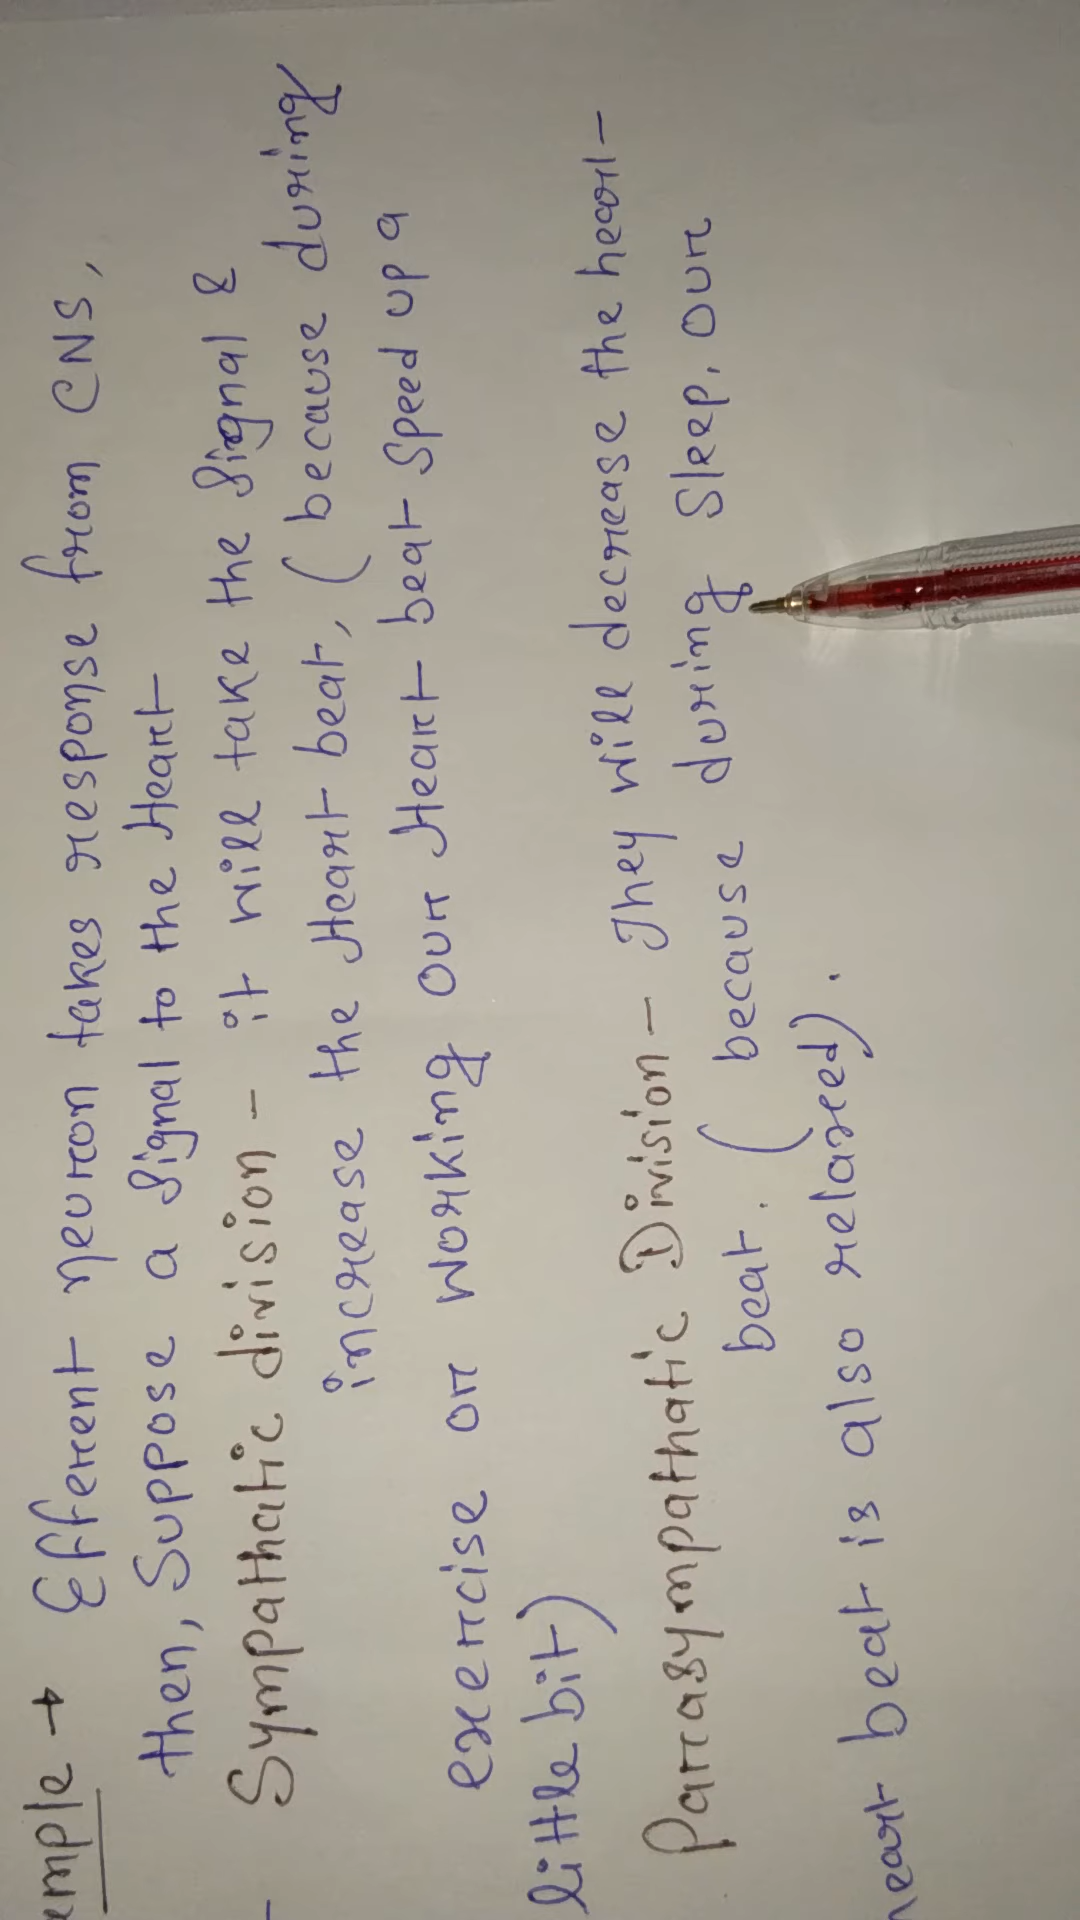 ample → Efferent neuron takes response from CNS,
then, Suppose a signal to the Heart
- Sympathatic division - it will take the signal &
increase the Heart beat, (because during
exercise or working our Heart beat speed up a
little bit)
Parasympathatic Division - They will decrease the heart-
beat. (because during sleep, our
heart beat is also relaxed).